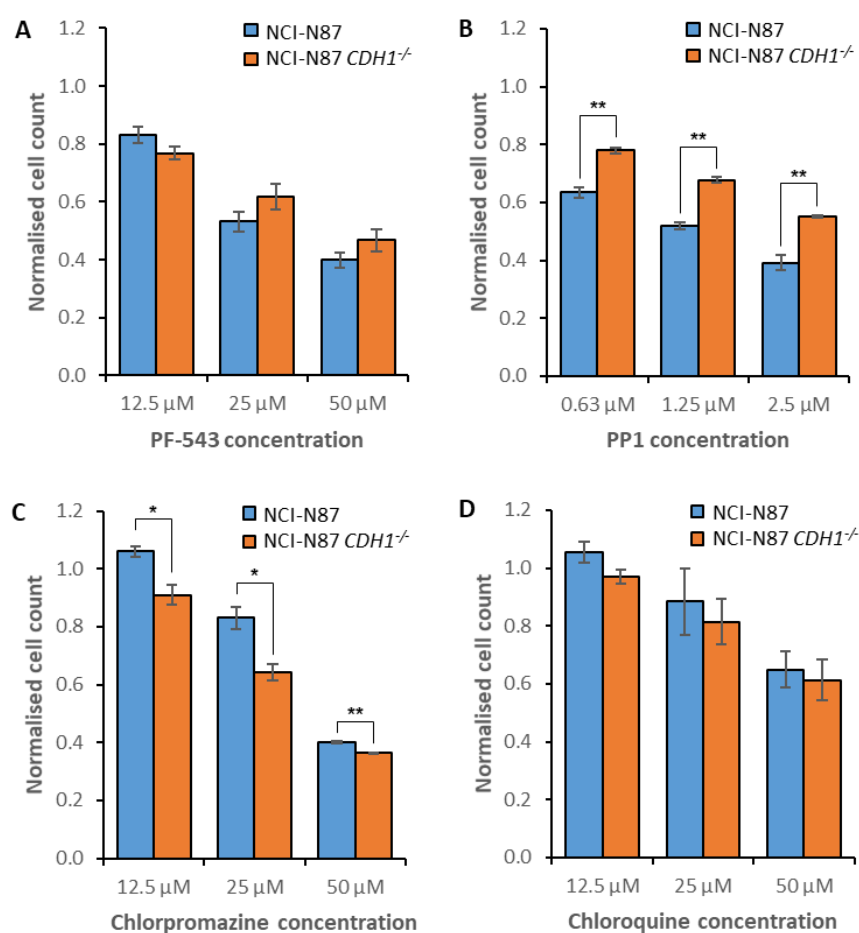 A
1.2
1.0
0.8
0.6
0.4
0.2
0.0
Normalised cell count
NCI-N87
NCI-N87 CDH1-/-
12.5 µM 25 µM 50 µM
PF-543 concentration
B
1.2
1.0
0.8
0.6
0.4
0.2
0.0
Normalised cell count
NCI-N87
NCI-N87 CDH1-/-
** ** **
0.63 µM 1.25 µM 2.5 µM
PP1 concentration
C
1.2
1.0
0.8
0.6
0.4
0.2
0.0
Normalised cell count
NCI-N87
NCI-N87 CDH1-/-
* * **
12.5 µM 25 µM 50 µM
Chlorpromazine concentration
D
1.2
1.0
0.8
0.6
0.4
0.2
0.0
Normalised cell count
NCI-N87
NCI-N87 CDH1-/-
12.5 µM 25 µM 50 µM
Chloroquine concentration